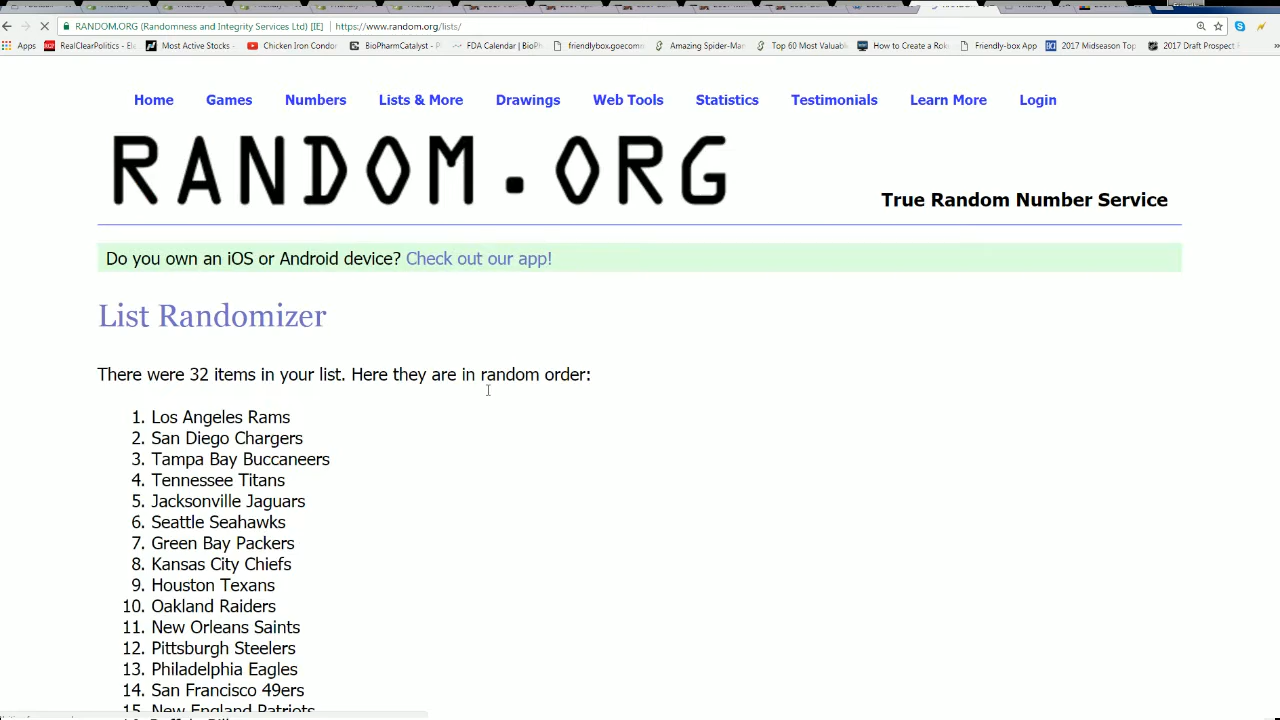 RANDOM.ORG (Randomness and Integrity Services Ltd) [IE] https://www.random.org/lists/
Apps RealClearPolitics - Ele Most Active Stocks - Chicken Iron Condor BioPharmCatalyst - P FDA Calendar | BioPh friendlybox.gocomm Amazing Spider-Man Top 60 Most Valuabl How to Create a Role Friendly-box App 2017 Midseason Top 2017 Draft Prospect F
Home Games Numbers Lists & More Drawings Web Tools Statistics Testimonials Learn More Login
RANDOM.ORG
True Random Number Service
Do you own an iOS or Android device? Check out our app!
List Randomizer
There were 32 items in your list. Here they are in random order:
1. Los Angeles Rams
2. San Diego Chargers
3. Tampa Bay Buccaneers
4. Tennessee Titans
5. Jacksonville Jaguars
6. Seattle Seahawks
7. Green Bay Packers
8. Kansas City Chiefs
9. Houston Texans
10. Oakland Raiders
11. New Orleans Saints
12. Pittsburgh Steelers
13. Philadelphia Eagles
14. San Francisco 49ers
15. New England Patriots